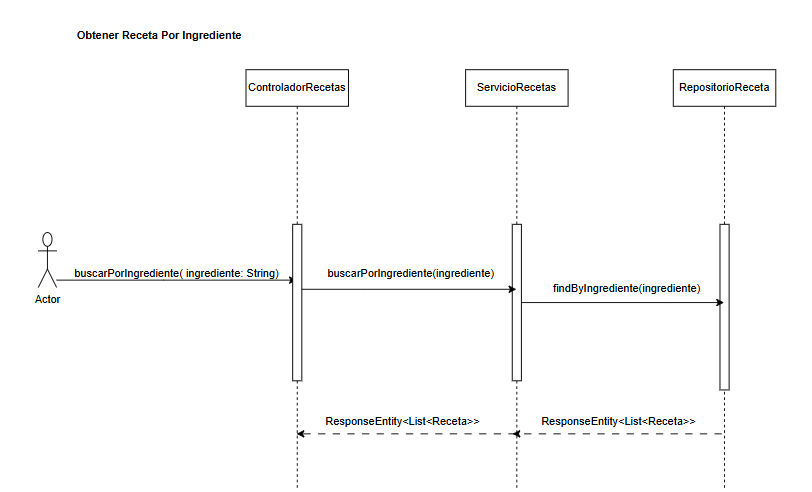 Obtener Receta Por Ingrediente
ControladorRecetas
ServicioRecetas
RepositorioReceta
buscarPorIngrediente( ingrediente: String)
buscarPorIngrediente(ingrediente)
findByIngrediente(ingrediente)
Actor
ResponseEntity<List<Receta>>
ResponseEntity<List<Receta>>